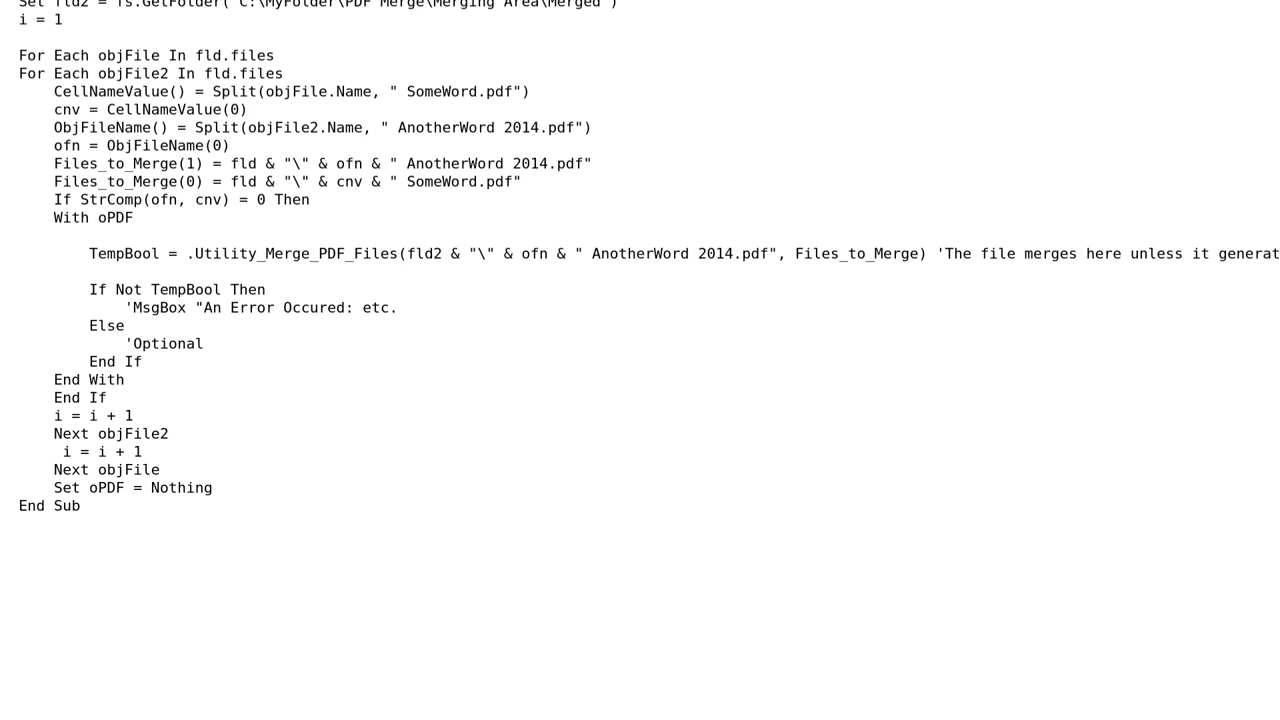 Set fld2 = fs.GetFolder("C:\MyFolder\PDF Merge\Merging Area\Merged")
i = 1
For Each objFile In fld.files
For Each objFile2 In fld.files
CellNameValue() = Split(objFile.Name, " SomeWord.pdf")
cnv = CellNameValue(0)
ObjFileName() = Split(objFile2.Name, " AnotherWord 2014.pdf")
ofn = ObjFileName(0)
Files_to_Merge(1) = fld & "\" & ofn & " AnotherWord 2014.pdf"
Files_to_Merge(0) = fld & "\" & cnv & " SomeWord.pdf"
If StrComp(ofn, cnv) = 0 Then
With oPDF
TempBool = .Utility_Merge_PDF_Files(fld2 & "\" & ofn & " AnotherWord 2014.pdf", Files_to_Merge) 'The file merges here unless it generat
If Not TempBool Then
'MsgBox "An Error Occured: etc.
Else
'Optional
End If
End With
End If
i = i + 1
Next objFile2
i = i + 1
Next objFile
Set oPDF = Nothing
End Sub